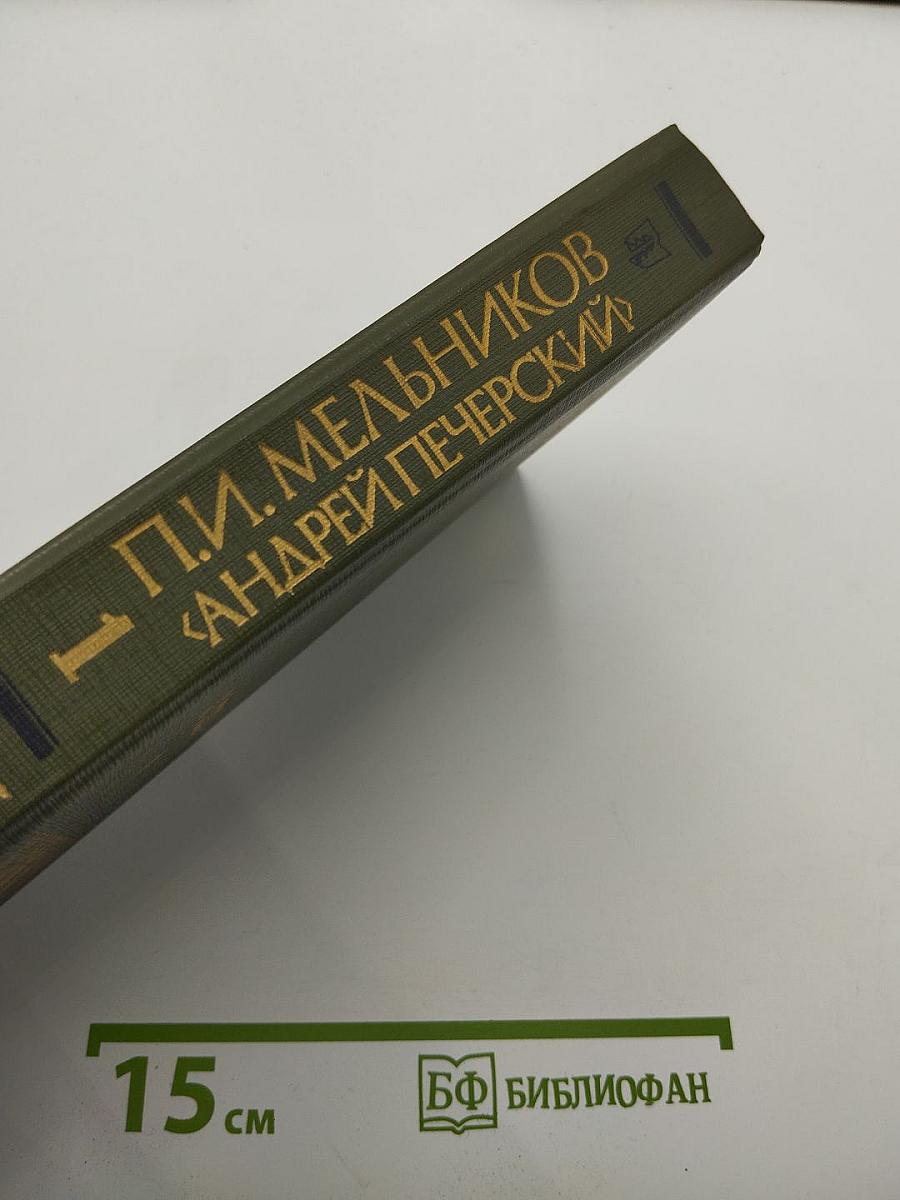 П.И. МЕЛЬНИКОВ
‹АНДРЕЙ ПЕЧЕРСКИЙ›
1
15 см
БФ БИБЛИОФАН